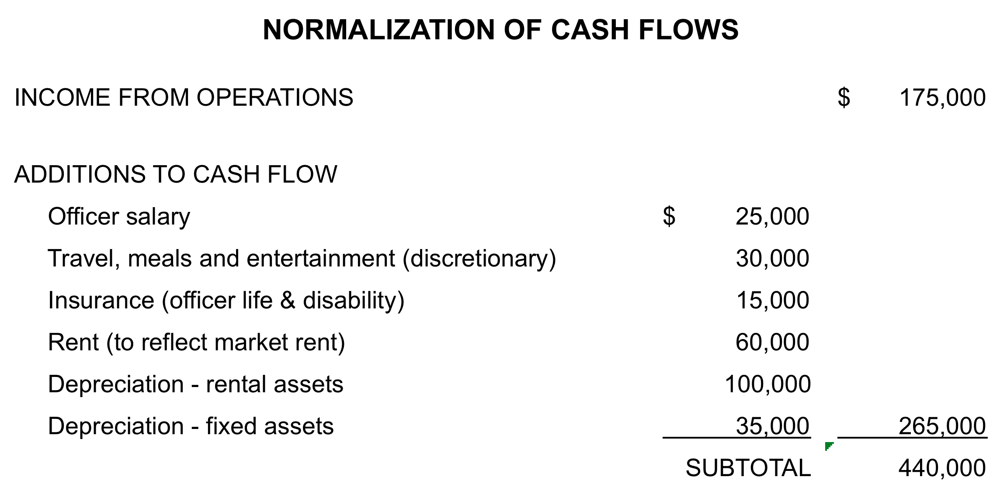 NORMALIZATION OF CASH FLOWS
INCOME FROM OPERATIONS $ 175,000
ADDITIONS TO CASH FLOW
Officer salary $ 25,000
Travel, meals and entertainment (discretionary) 30,000
Insurance (officer life & disability) 15,000
Rent (to reflect market rent) 60,000
Depreciation - rental assets 100,000
Depreciation - fixed assets 35,000 265,000
SUBTOTAL 440,000